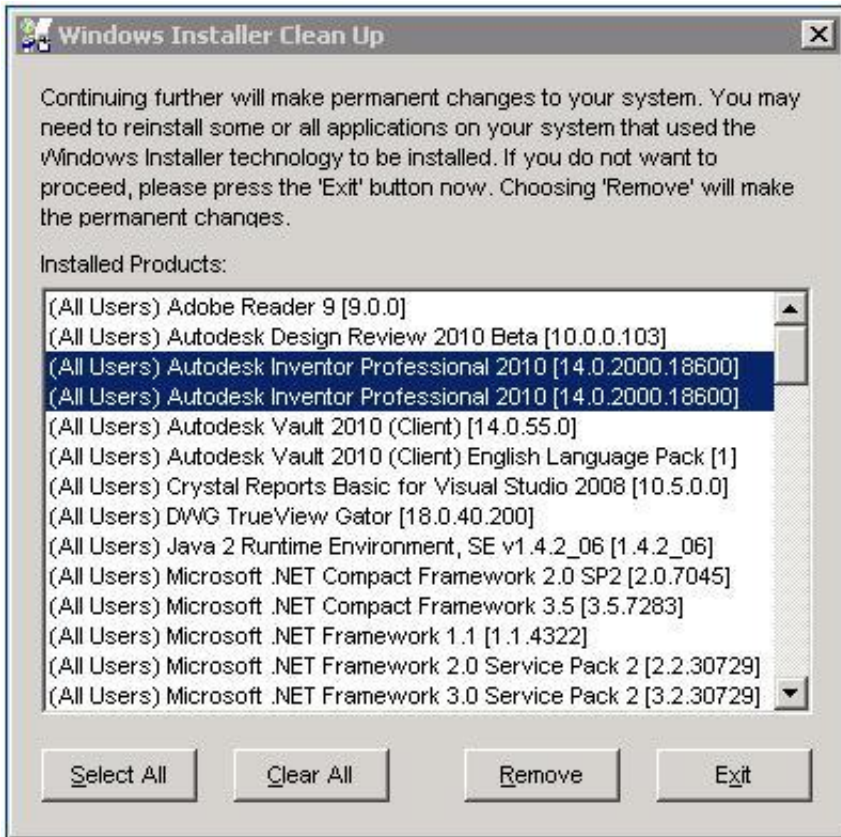 Windows Installer Clean Up
Continuing further will make permanent changes to your system. You may
need to reinstall some or all applications on your system that used the
Windows Installer technology to be installed. If you do not want to
proceed, please press the 'Exit' button now. Choosing 'Remove' will make
the permanent changes.
Installed Products:
(All Users) Adobe Reader 9 [9.0.0]
(All Users) Autodesk Design Review 2010 Beta [10.0.0.103]
(All Users) Autodesk Inventor Professional 2010 [14.0.2000.18600]
(All Users) Autodesk Inventor Professional 2010 [14.0.2000.18600]
(All Users) Autodesk Vault 2010 (Client) [14.0.55.0]
(All Users) Autodesk Vault 2010 (Client) English Language Pack [1]
(All Users) Crystal Reports Basic for Visual Studio 2008 [10.5.0.0]
(All Users) DWG TrueView Gator [18.0.40.200]
(All Users) Java 2 Runtime Environment, SE v1.4.2_06 [1.4.2_06]
(All Users) Microsoft .NET Compact Framework 2.0 SP2 [2.0.7045]
(All Users) Microsoft .NET Compact Framework 3.5 [3.5.7283]
(All Users) Microsoft .NET Framework 1.1 [1.1.4322]
(All Users) Microsoft .NET Framework 2.0 Service Pack 2 [2.2.30729]
(All Users) Microsoft .NET Framework 3.0 Service Pack 2 [3.2.30729]
Select All Clear All Remove Exit